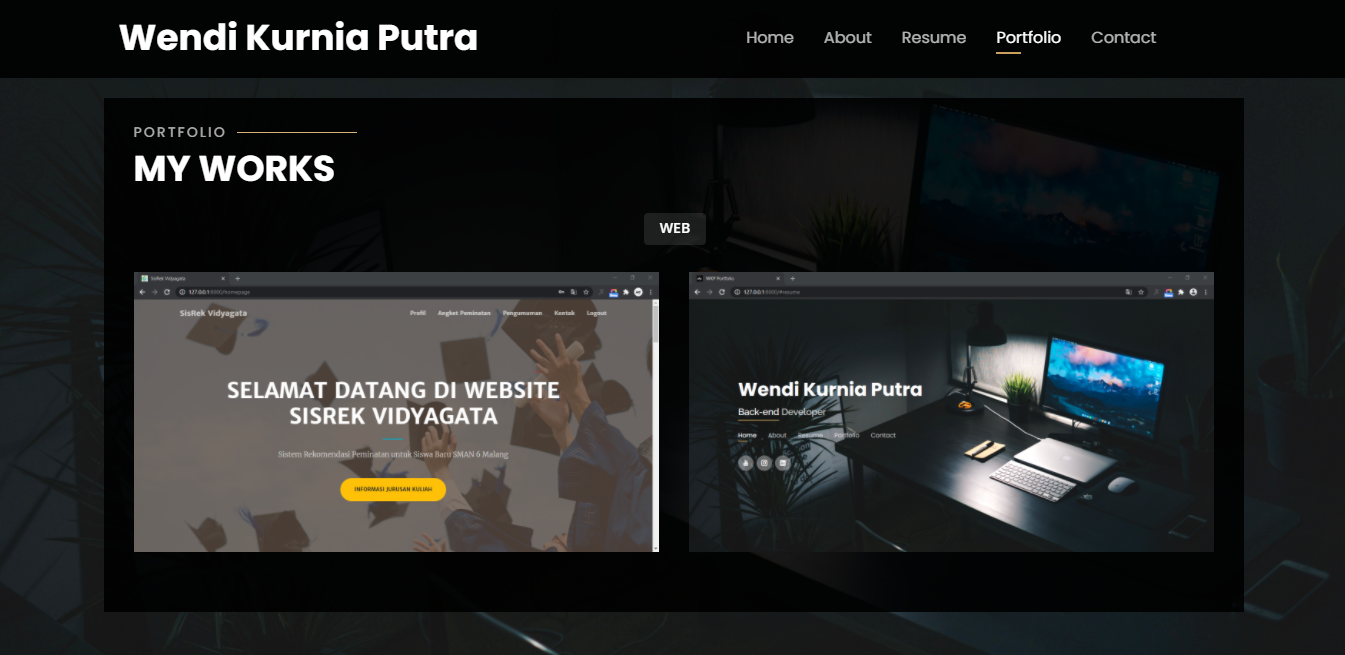 Wendi Kurnia Putra
Home About Resume Portfolio Contact
PORTFOLIO
MY WORKS
WEB
SisRek Vidyagata
127.0.0.1:8000/homepage
SisRek Vidyagata
Profil Angket Peminatan Pengumuman Kontak Logout
SELAMAT DATANG DI WEBSITE
SISREK VIDYAGATA
Sistem Rekomendasi Peminatan untuk Siswa Baru SMAN 6 Malang
INFORMASI JURUSAN KULIAH
WKP Portfolio
127.0.0.1:8000/#resume
Wendi Kurnia Putra
Back-end Developer
Home About Resume Portfolio Contact